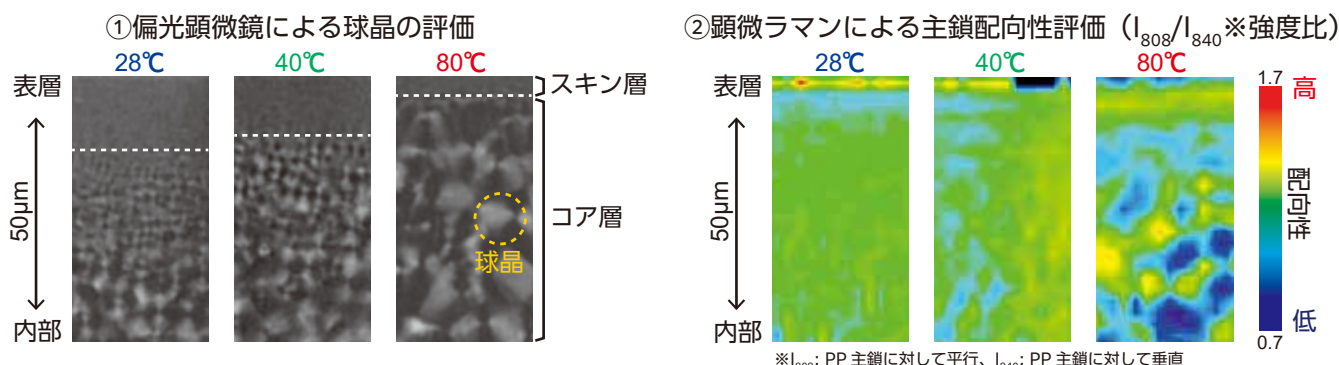 ①偏光顕微鏡による球晶の評価
28℃
40℃
80℃
表層
50μm
内部
スキン層
コア層
球晶
②顕微ラマンによる主鎖配向性評価（I808/I840※強度比）
28℃
40℃
80℃
表層
50μm
内部
1.7
高
配向性
低
0.7
※I808: PP 主鎖に対して平行、I840: PP 主鎖に対して垂直